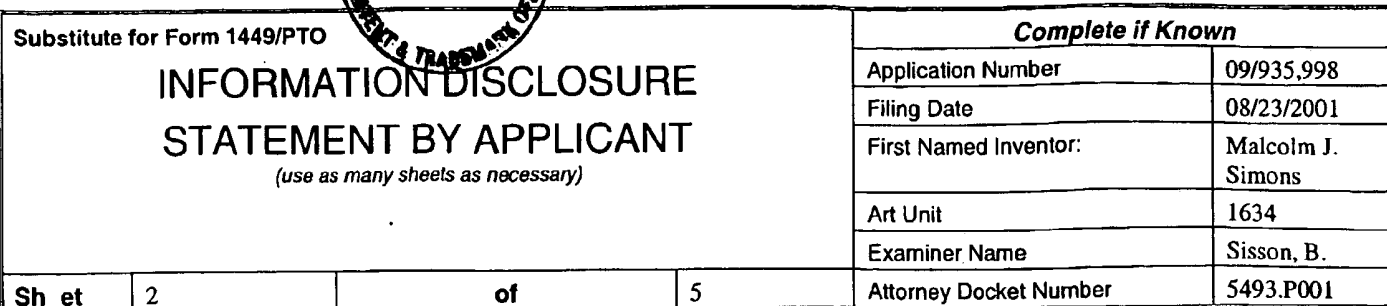 Substitute for Form 1449/PTO
INFORMATION DISCLOSURE
STATEMENT BY APPLICANT
(use as many sheets as necessary)
Sh et 2 of 5
& TRADEMARK
Complete if Known
Application Number 09/935,998
Filing Date 08/23/2001
First Named Inventor: Malcolm J.
Simons
Art Unit 1634
Examiner Name Sisson, B.
Attorney Docket Number 5493.P001